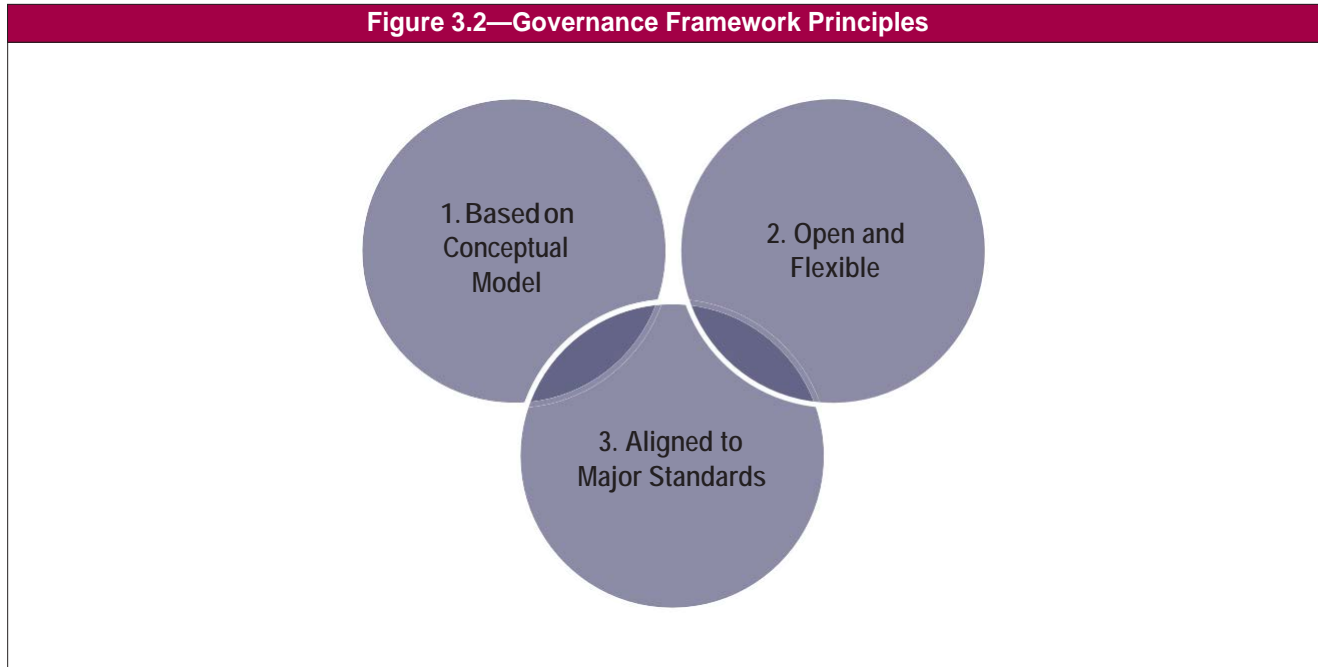 Figure 3.2—Governance Framework Principles
1. Based on
Conceptual
Model
2. Open and
Flexible
3. Aligned to
Major Standards